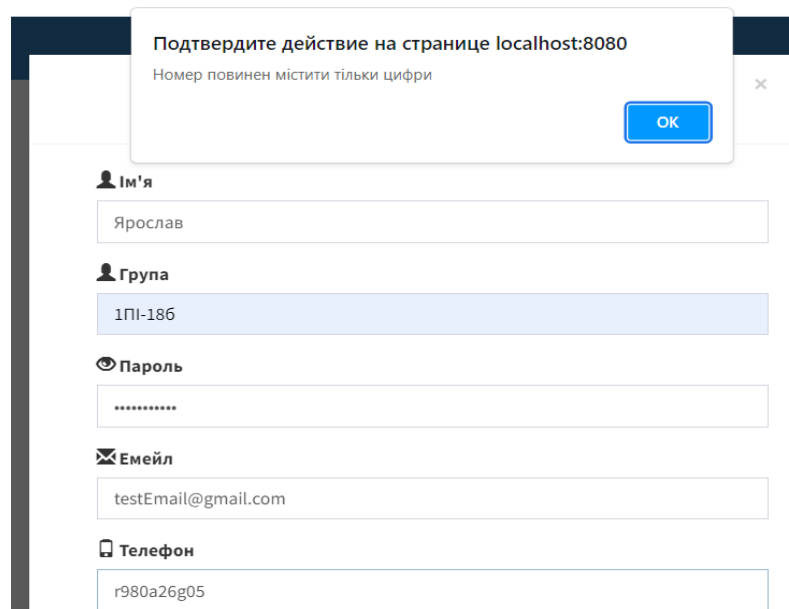 Подтвердите действие на странице localhost:8080
Номер повинен містити тільки цифри
×
ОК
Ім'я
Ярослав
Група
1ПІ-18б
Пароль
•••••••••••
Емейл
testEmail@gmail.com
Телефон
r980a26g05